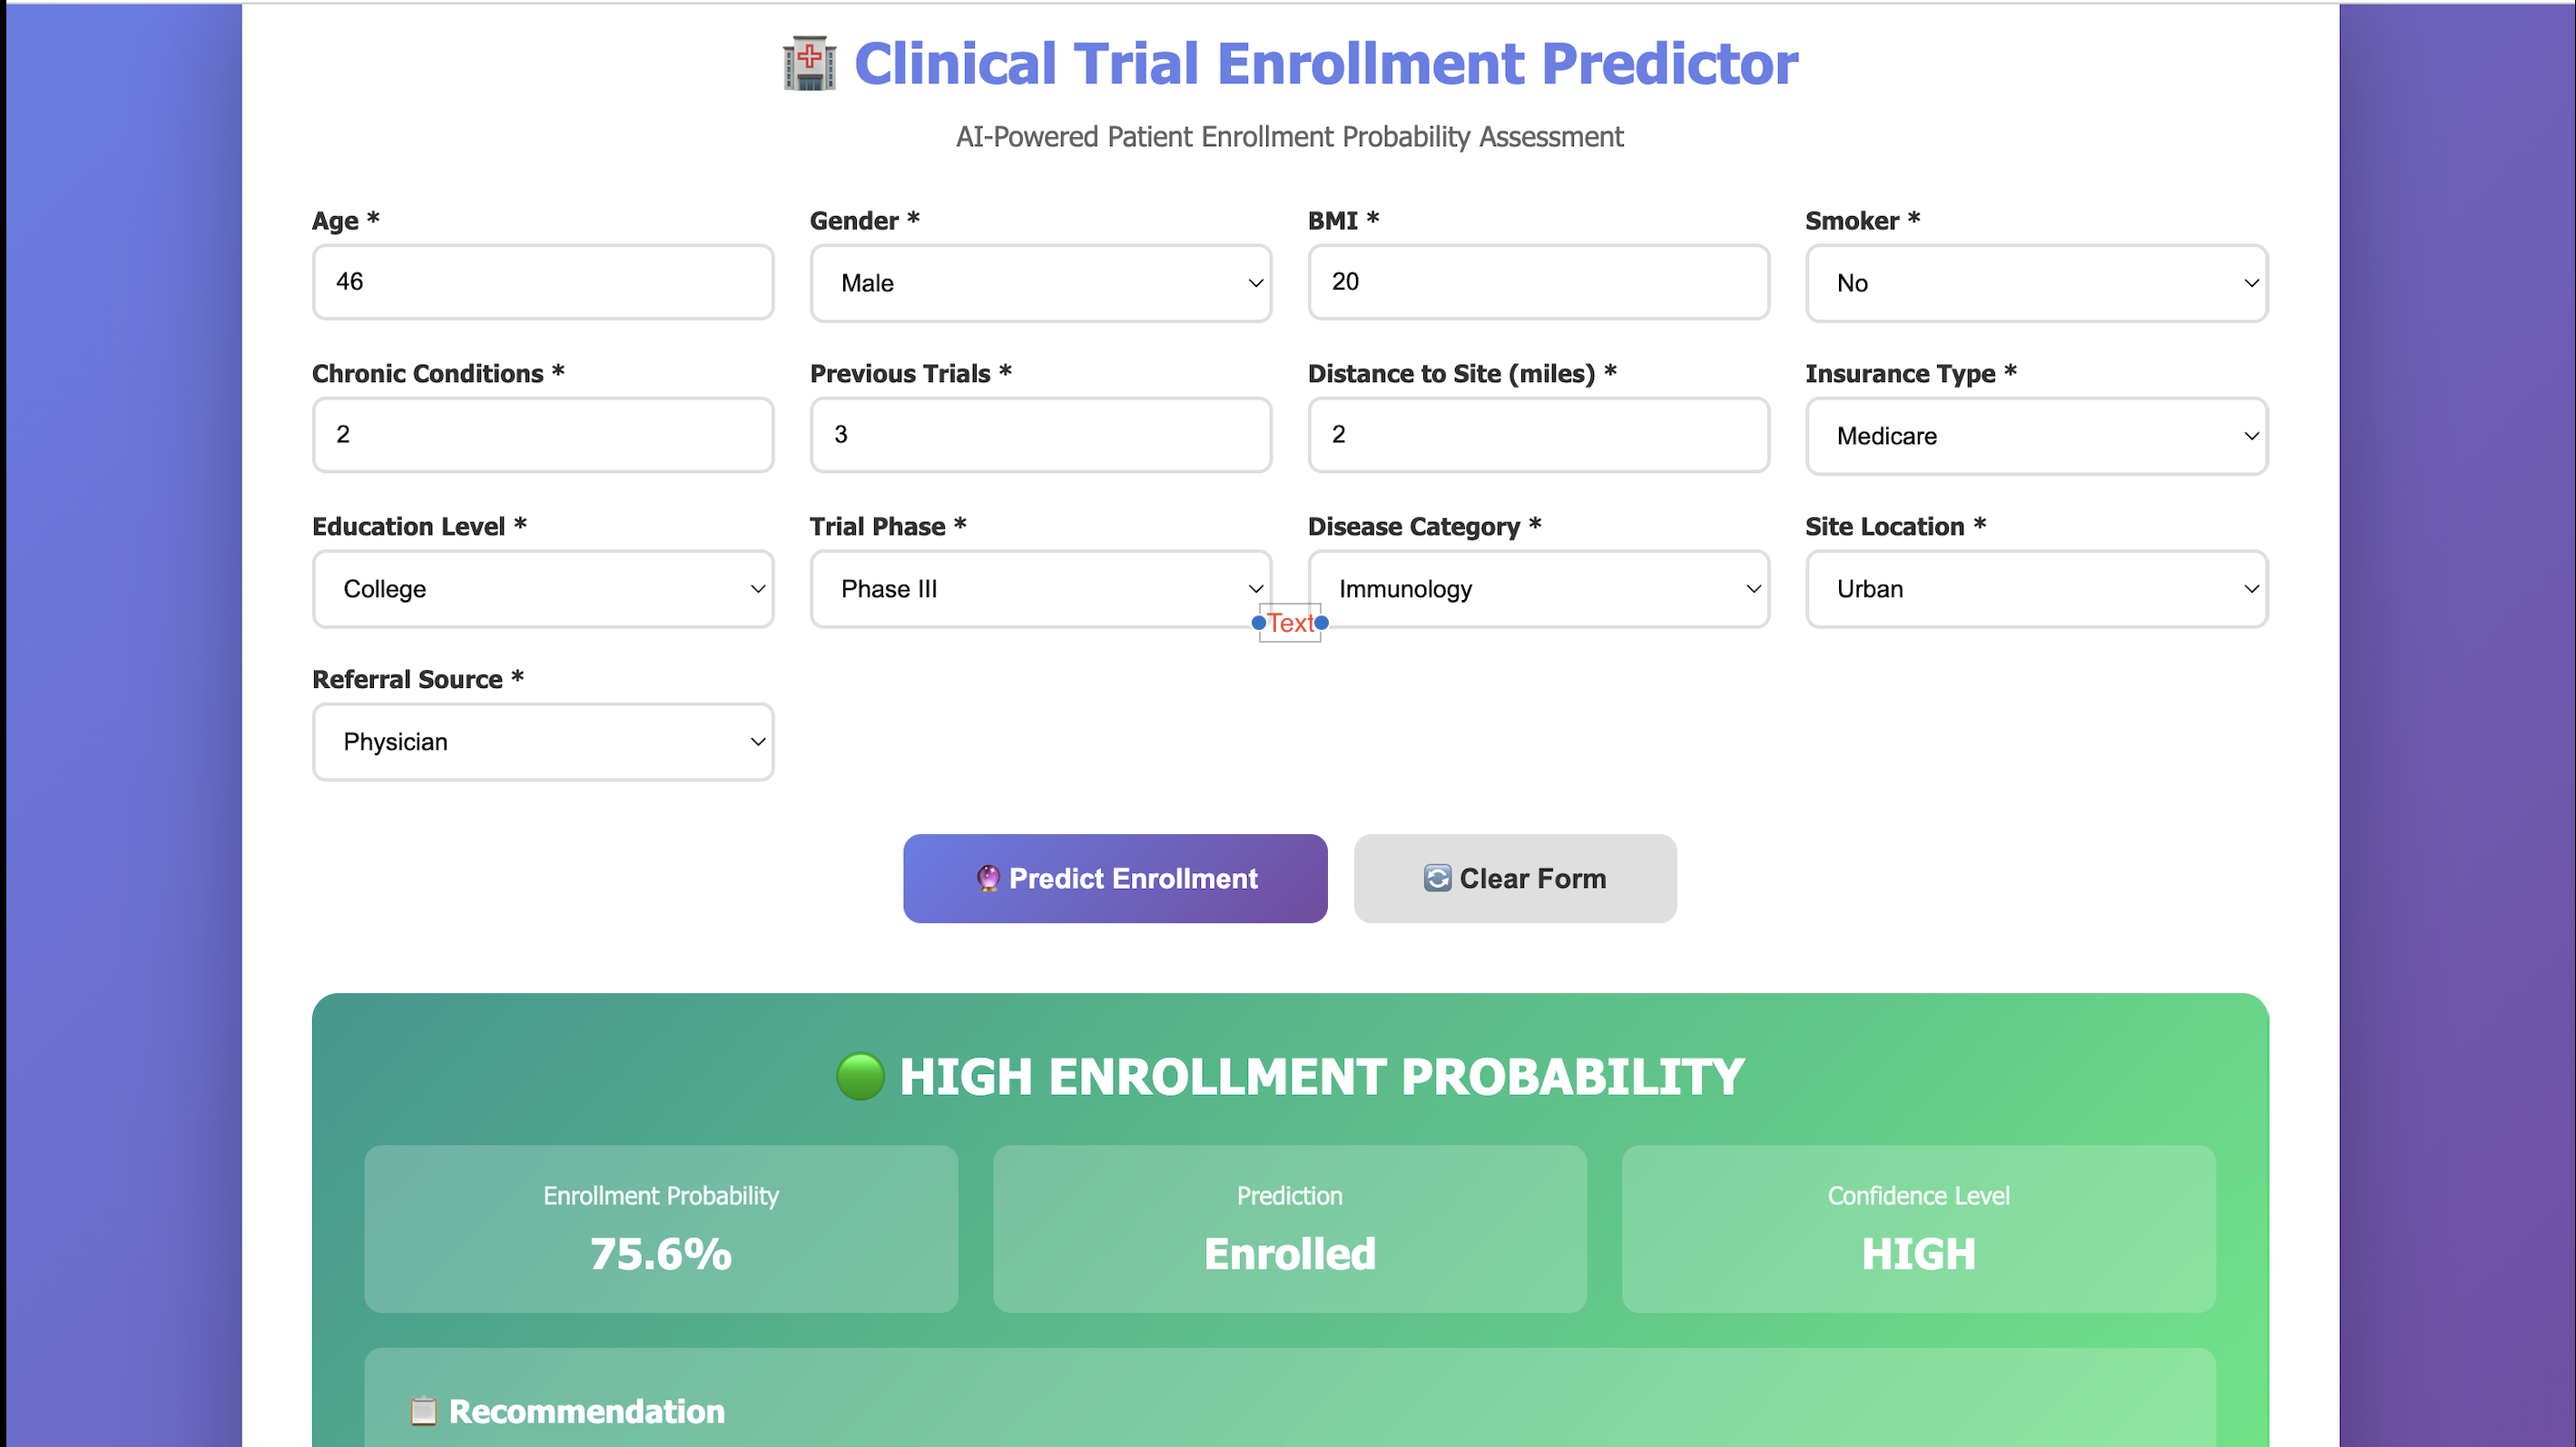 Clinical Trial Enrollment Predictor
AI-Powered Patient Enrollment Probability Assessment
Age * Gender * BMI * Smoker *
46 Male 20 No
Chronic Conditions * Previous Trials * Distance to Site (miles) * Insurance Type *
2 3 2 Medicare
Education Level * Trial Phase * Disease Category * Site Location *
College Phase III Immunology Urban
Text
Referral Source *
Physician
Predict Enrollment Clear Form
HIGH ENROLLMENT PROBABILITY
Enrollment Probability Prediction Confidence Level
75.6% Enrolled HIGH
Recommendation